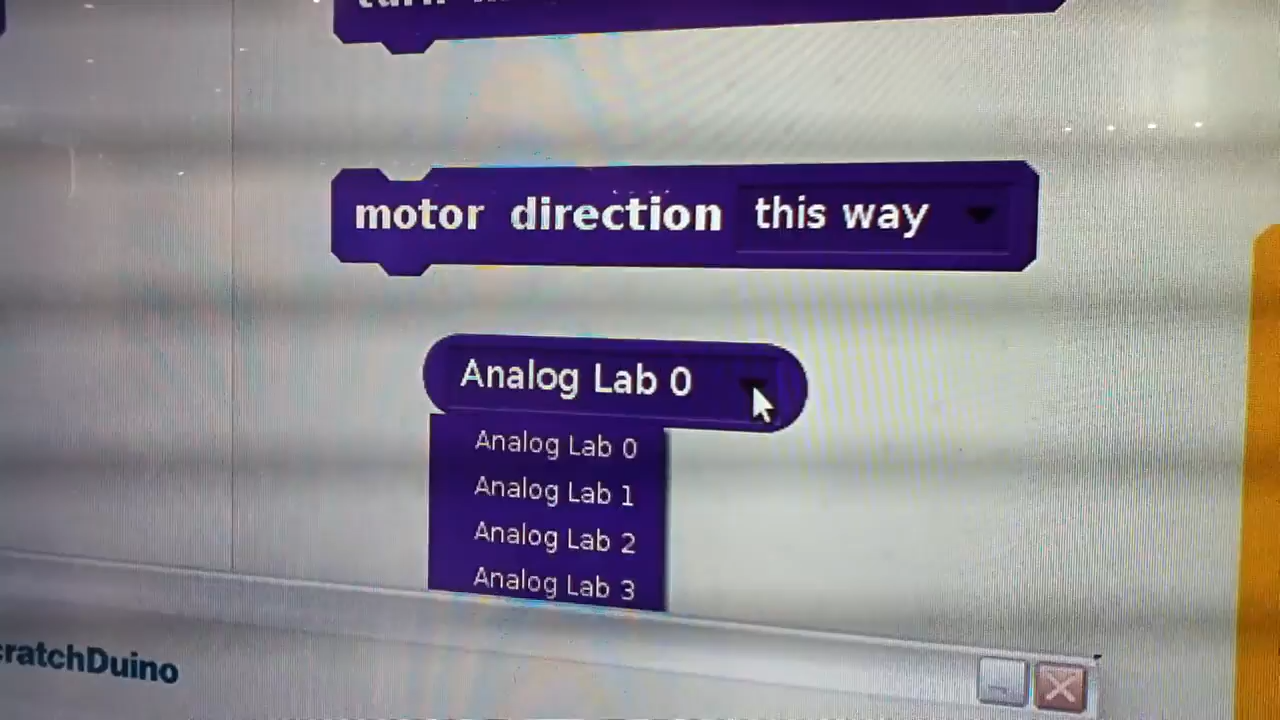 motor direction this way
Analog Lab 0
Analog Lab 0
Analog Lab 1
Analog Lab 2
Analog Lab 3
ratchDuino